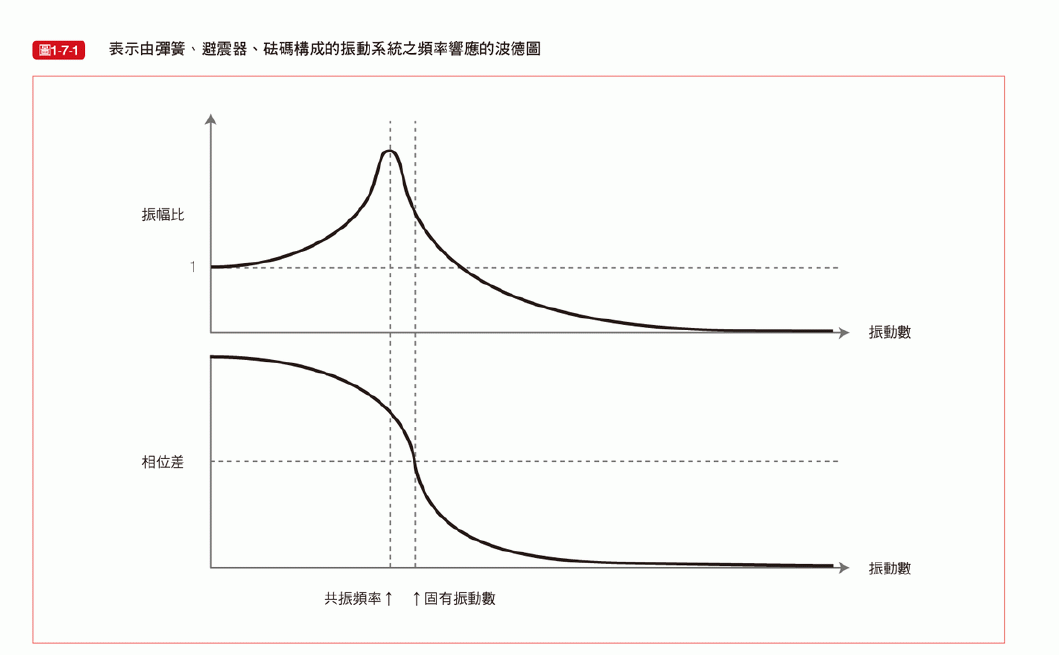 圖1-7-1 表示由彈簧、避震器、砝碼構成的振動系統之頻率響應的波德圖
振幅比
1
振動數
相位差
振動數
共振頻率↑ ↑固有振動數